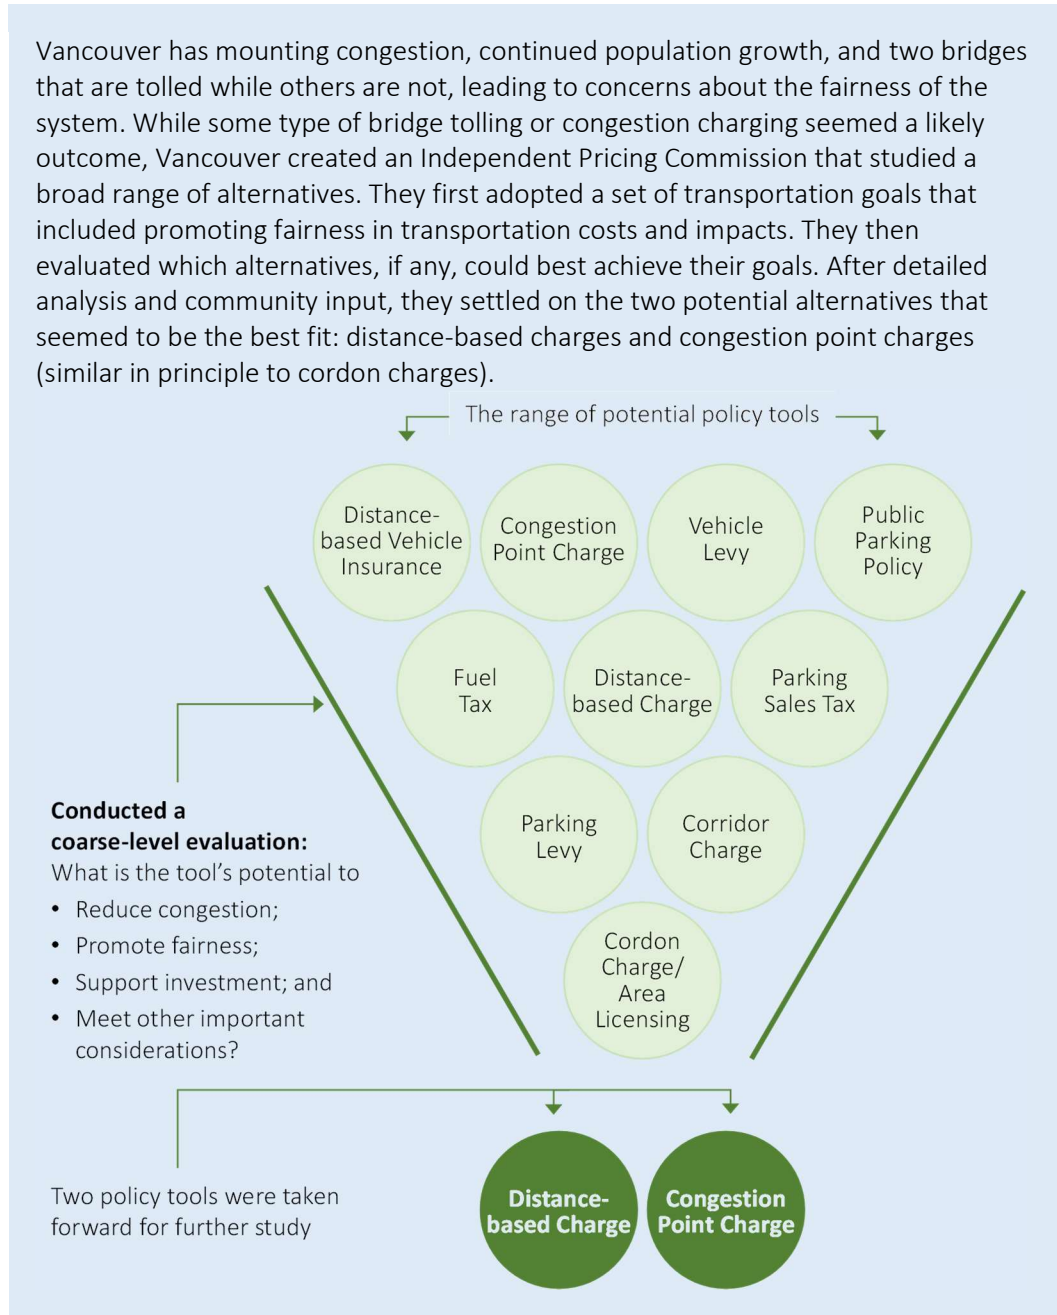 Vancouver has mounting congestion, continued population growth, and two bridges
that are tolled while others are not, leading to concerns about the fairness of the
system. While some type of bridge tolling or congestion charging seemed a likely
outcome, Vancouver created an Independent Pricing Commission that studied a
broad range of alternatives. They first adopted a set of transportation goals that
included promoting fairness in transportation costs and impacts. They then
evaluated which alternatives, if any, could best achieve their goals. After detailed
analysis and community input, they settled on the two potential alternatives that
seemed to be the best fit: distance-based charges and congestion point charges
(similar in principle to cordon charges).
The range of potential policy tools
Distance-
based Vehicle
Insurance
Congestion
Point Charge
Vehicle
Levy
Public
Parking
Policy
Fuel
Tax
Distance-
based Charge
Parking
Sales Tax
Parking
Levy
Corridor
Charge
Cordon
Charge/
Area
Licensing
Conducted a
coarse-level evaluation:
What is the tool's potential to
• Reduce congestion;
• Promote fairness;
• Support investment; and
• Meet other important
considerations?
Two policy tools were taken
forward for further study
Distance-
based Charge
Congestion
Point Charge